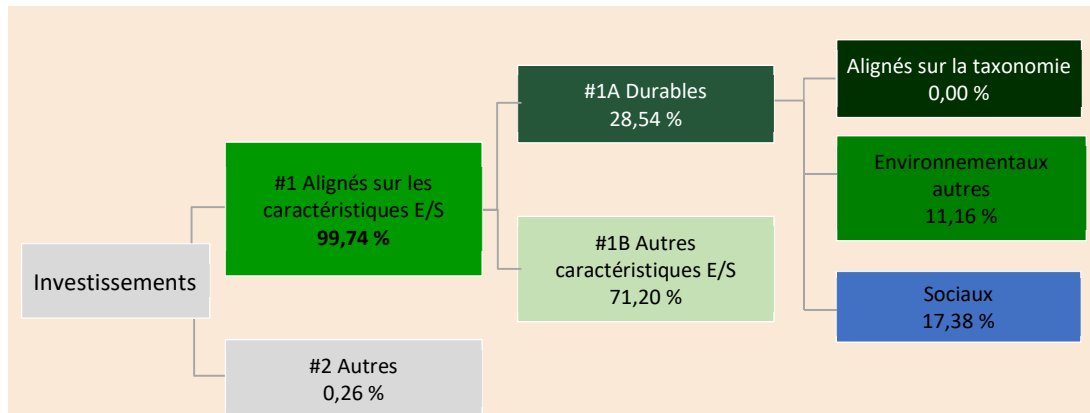 Investissements
#1 Alignés sur les
caractéristiques E/S
99,74 %
#2 Autres
0,26 %
#1A Durables
28,54 %
#1B Autres
caractéristiques E/S
71,20 %
Alignés sur la taxonomie
0,00 %
Environnementaux
autres
11,16 %
Sociaux
17,38 %